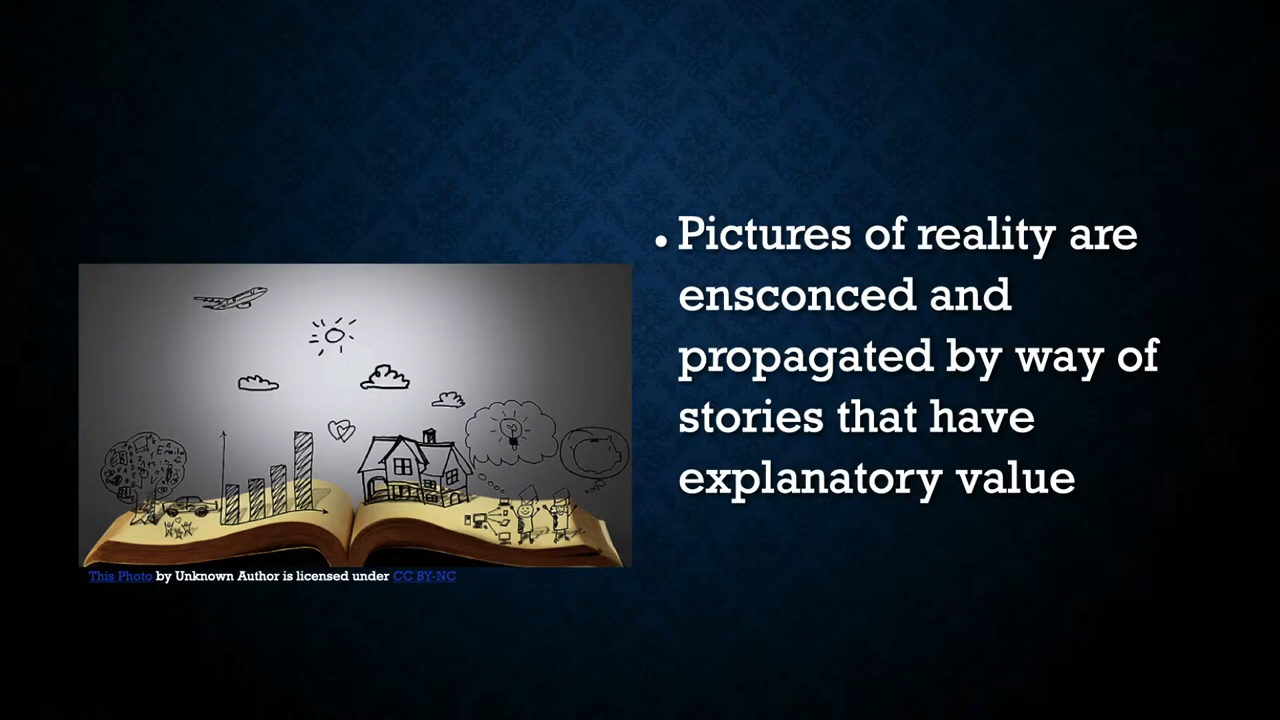 • Pictures of reality are
ensconced and
propagated by way of
stories that have
explanatory value
This Photo by Unknown Author is licensed under CC BY-NC